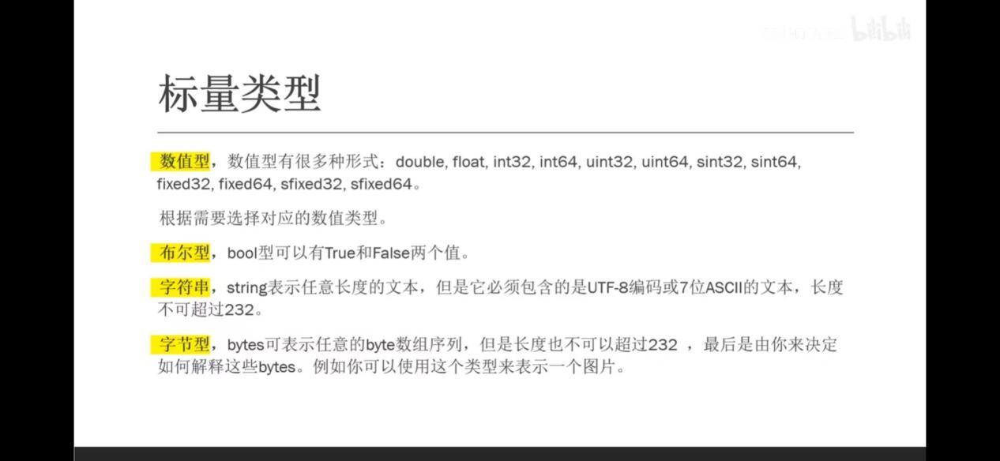 bilibili
标量类型
数值型，数值型有很多种形式：double, float, int32, int64, uint32, uint64, sint32, sint64,
fixed32, fixed64, sfixed32, sfixed64。
根据需要选择对应的数值类型。
布尔型，bool型可以有True和False两个值。
字符串，string表示任意长度的文本，但是它必须包含的是UTF-8编码或7位ASCII的文本，长度
不可超过232。
字节型，bytes可表示任意的byte数组序列，但是长度也不可以超过232 ，最后是由你来决定
如何解释这些bytes。例如你可以使用这个类型来表示一个图片。